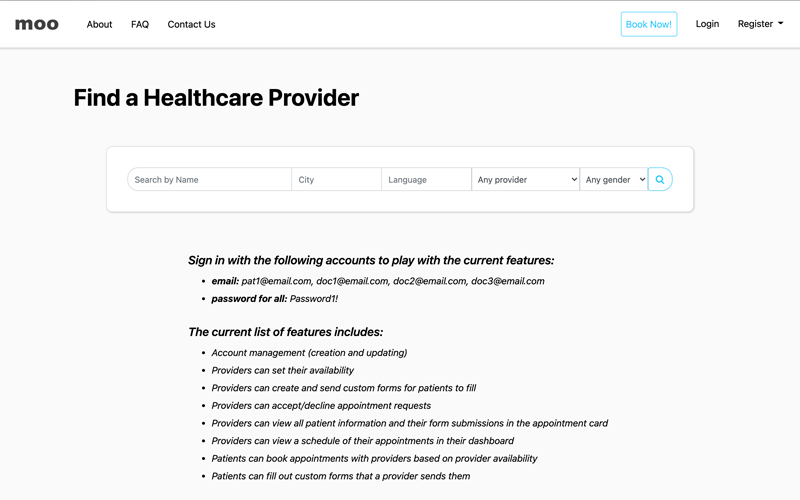 moo About FAQ Contact Us Book Now! Login Register
Find a Healthcare Provider
Search by Name City Language Any provider Any gender
Sign in with the following accounts to play with the current features:
• email: pat1@email.com, doc1@email.com, doc2@email.com, doc3@email.com
• password for all: Password1!
The current list of features includes:
• Account management (creation and updating)
• Providers can set their availability
• Providers can create and send custom forms for patients to fill
• Providers can accept/decline appointment requests
• Providers can view all patient information and their form submissions in the appointment card
• Providers can view a schedule of their appointments in their dashboard
• Patients can book appointments with providers based on provider availability
• Patients can fill out custom forms that a provider sends them